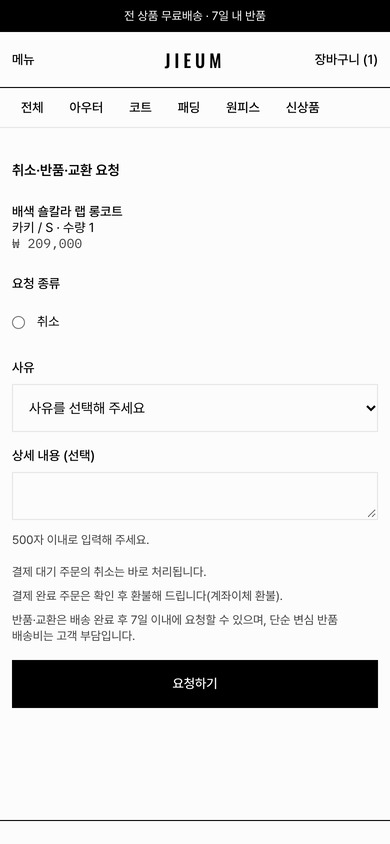 전 상품 무료배송 · 7일 내 반품
메뉴
JIEUM
장바구니 (1)
전체 아우터 코트 패딩 원피스 신상품
취소·반품·교환 요청
배색 숄칼라 랩 롱코트
카키 / S · 수량 1
₩ 209,000
요청 종류
취소
사유
사유를 선택해 주세요
상세 내용 (선택)
500자 이내로 입력해 주세요.
결제 대기 주문의 취소는 바로 처리됩니다.
결제 완료 주문은 확인 후 환불해 드립니다(계좌이체 환불).
반품·교환은 배송 완료 후 7일 이내에 요청할 수 있으며, 단순 변심 반품
배송비는 고객 부담입니다.
요청하기